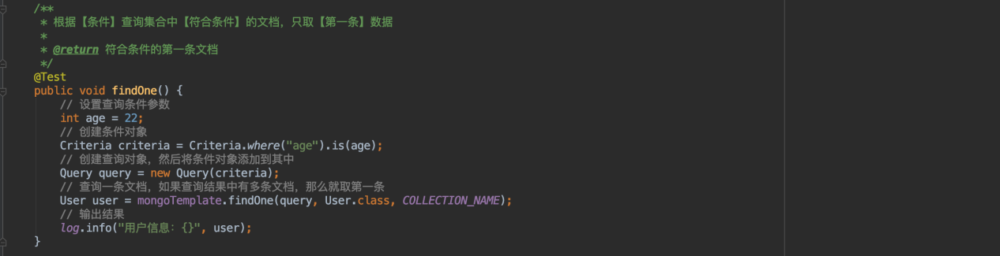 /**
 * 根据【条件】查询集合中【符合条件】的文档，只取【第一条】数据
 *
 * @return 符合条件的第一条文档
 */
@Test
public void findOne() {
    // 设置查询条件参数
    int age = 22;
    // 创建条件对象
    Criteria criteria = Criteria.where("age").is(age);
    // 创建查询对象，然后将条件对象添加到其中
    Query query = new Query(criteria);
    // 查询一条文档，如果查询结果中有多条文档，那么就取第一条
    User user = mongoTemplate.findOne(query, User.class, COLLECTION_NAME);
    // 输出结果
    log.info("用户信息：{}", user);
}